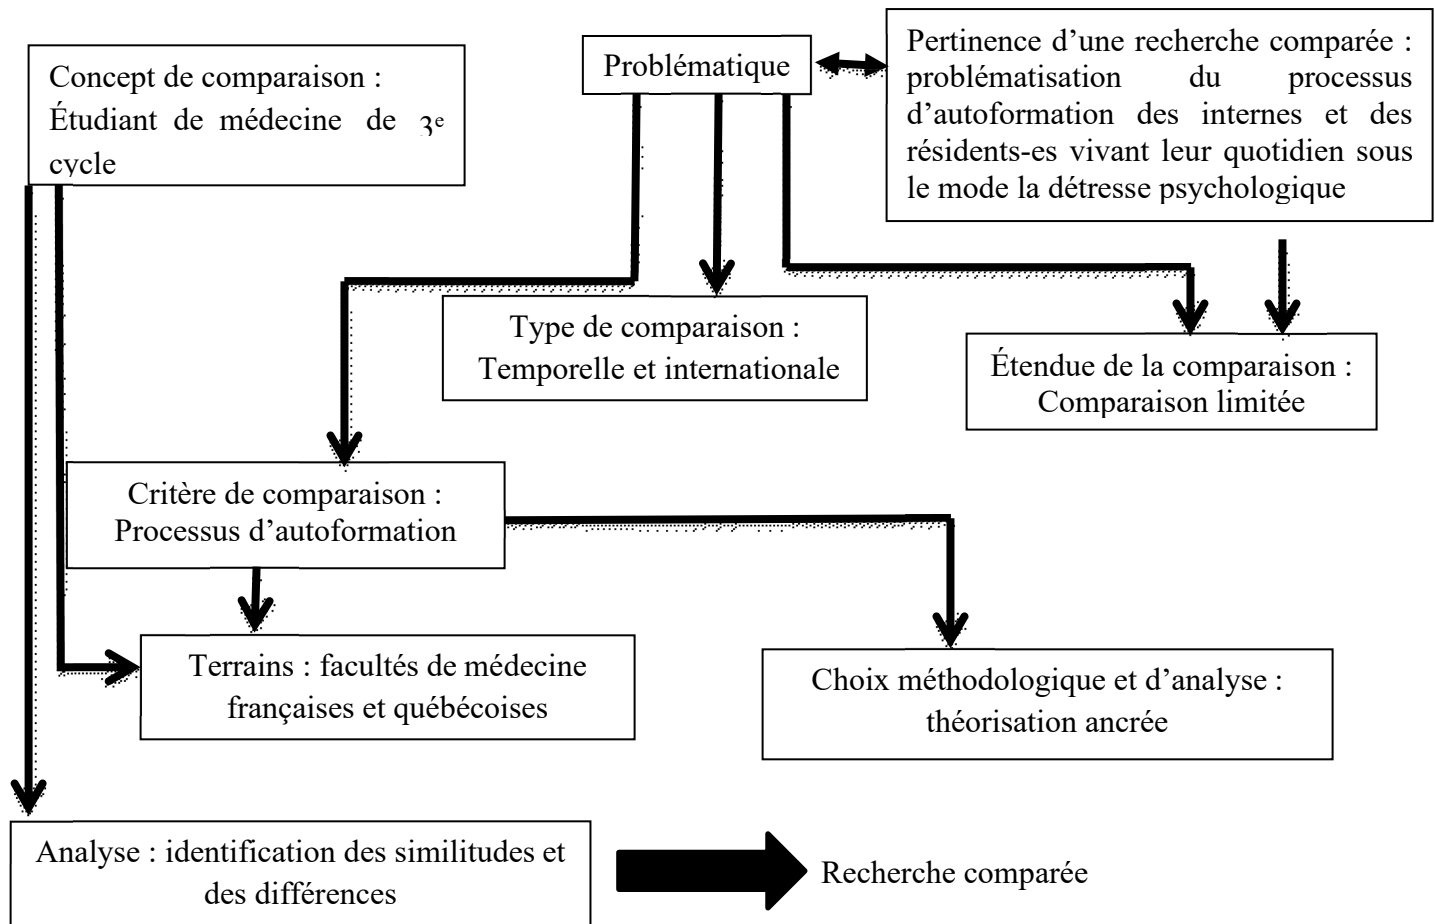 Concept de comparaison :
Étudiant de médecine de 3e
cycle
Problématique
Pertinence d’une recherche comparée :
problématisation du processus
d’autoformation des internes et des
résidents-es vivant leur quotidien sous
le mode la détresse psychologique
Type de comparaison :
Temporelle et internationale
Étendue de la comparaison :
Comparaison limitée
Critère de comparaison :
Processus d’autoformation
Terrains : facultés de médecine
françaises et québécoises
Choix méthodologique et d’analyse :
théorisation ancrée
Analyse : identification des similitudes et
des différences
Recherche comparée